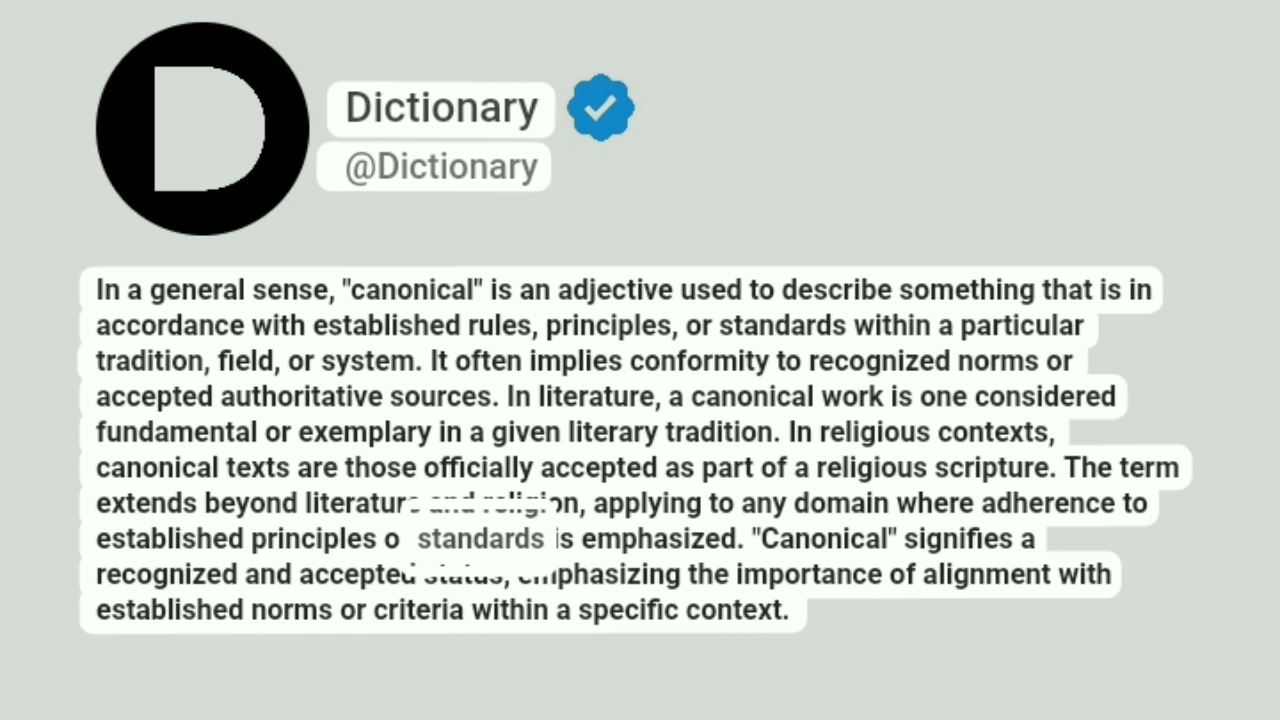 D
Dictionary
@Dictionary
In a general sense, "canonical" is an adjective used to describe something that is in
accordance with established rules, principles, or standards within a particular
tradition, field, or system. It often implies conformity to recognized norms or
accepted authoritative sources. In literature, a canonical work is one considered
fundamental or exemplary in a given literary tradition. In religious contexts,
canonical texts are those officially accepted as part of a religious scripture. The term
extends beyond literature and religion, applying to any domain where adherence to
established principles o standards is emphasized. "Canonical" signifies a
recognized and accepted status, emphasizing the importance of alignment with
established norms or criteria within a specific context.